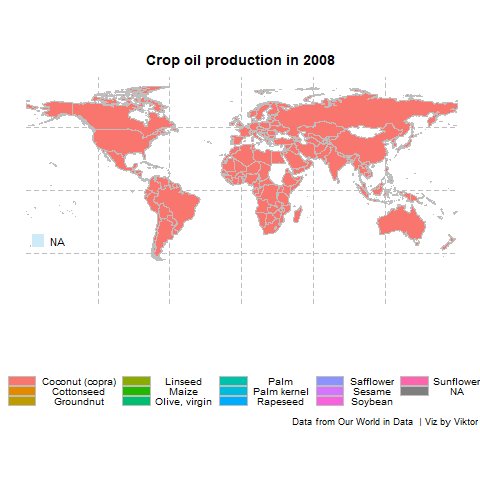 Crop oil production in 2008
NA
Coconut (copra) Linseed Palm Safflower Sunflower
Cottonseed Maize Palm kernel Sesame NA
Groundnut Olive, virgin Rapeseed Soybean
Data from Our World in Data | Viz by Viktor